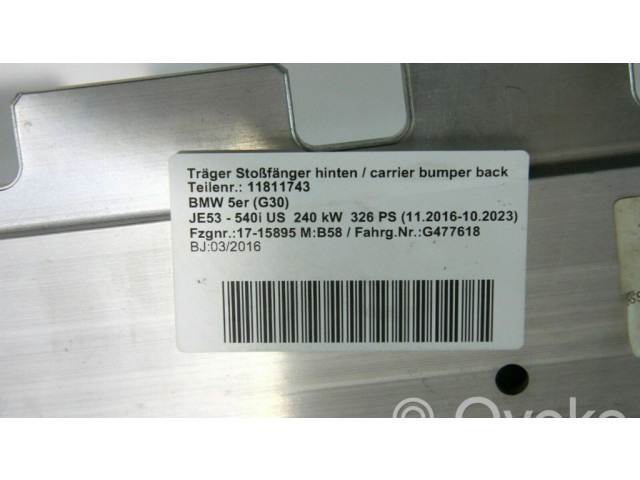 Träger Stoßfänger hinten / carrier bumper back
Teilenr.: 11811743
BMW 5er (G30)
JE53 - 540i US 240 kW 326 PS (11.2016-10.2023)
Fzgnr.:17-15895 M:B58 / Fahrg.Nr.:G477618
BJ:03/2016